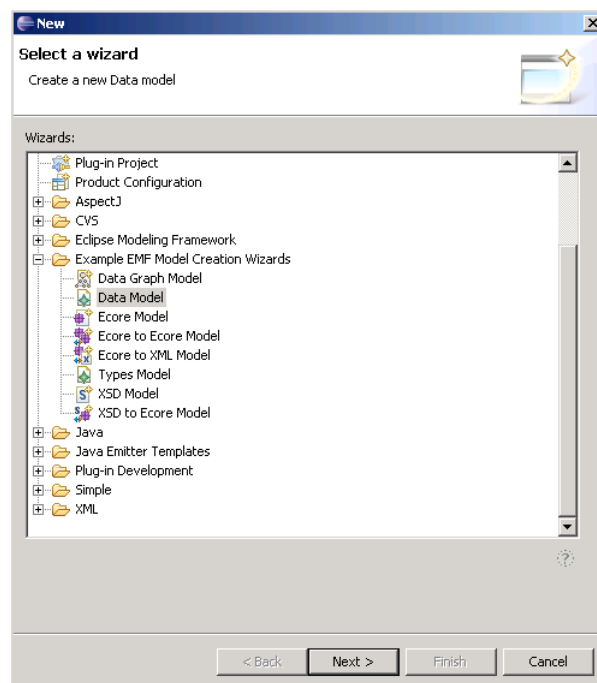 New
Select a wizard
Create a new Data model
Wizards:
Plug-in Project
Product Configuration
AspectJ
CVS
Eclipse Modeling Framework
Example EMF Model Creation Wizards
Data Graph Model
Data Model
Ecore Model
Ecore to Ecore Model
Ecore to XML Model
Types Model
XSD Model
XSD to Ecore Model
Java
Java Emitter Templates
Plug-in Development
Simple
XML
< Back Next > Finish Cancel